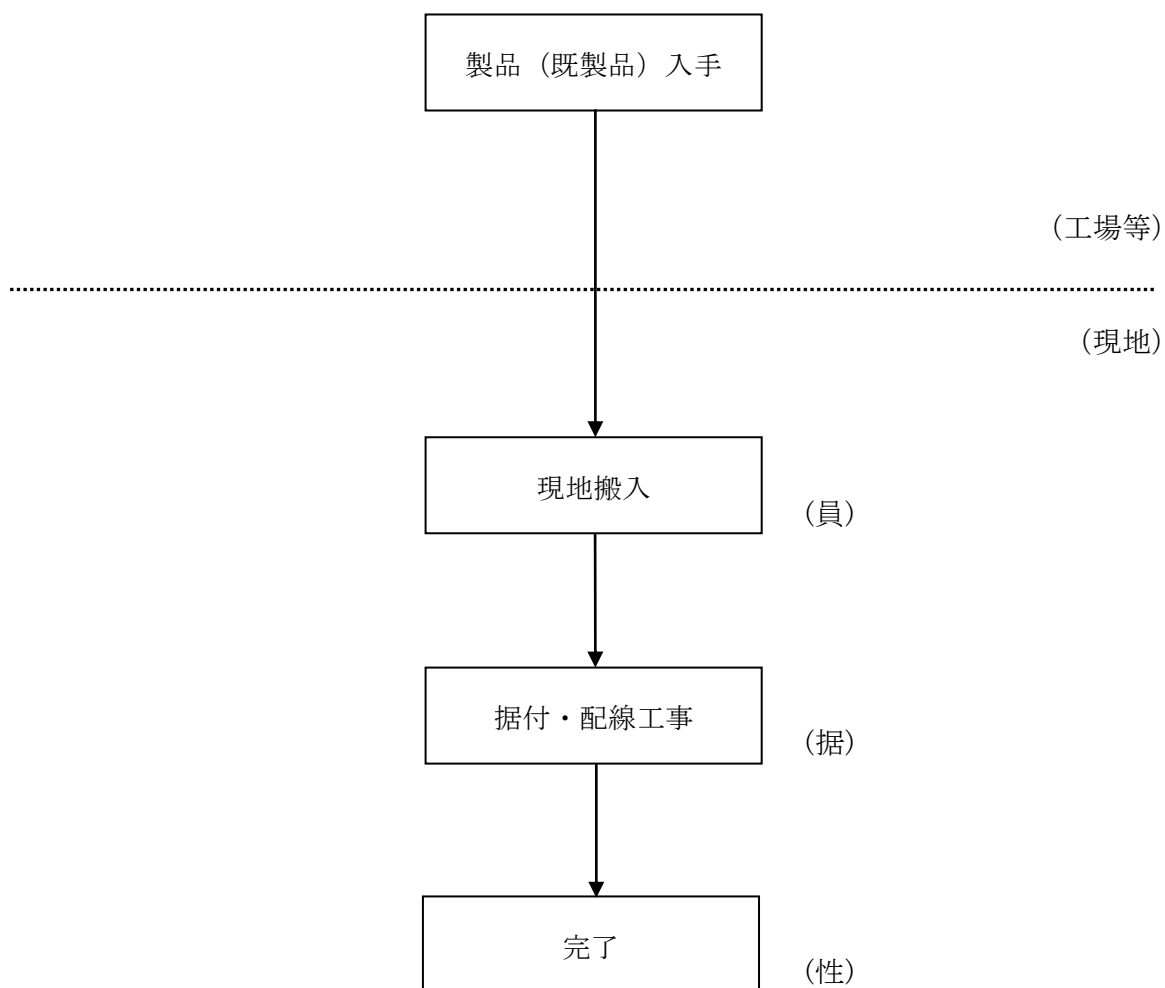 製品（既製品）入手
（工場等）
（現地）
現地搬入
（員）
据付・配線工事
（据）
完了
（性）